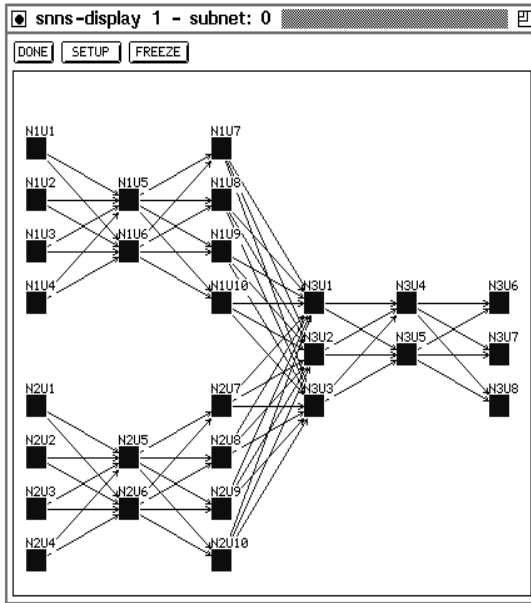 snns-display 1 - subnet: 0
DONE SETUP FREEZE
N1U1 N1U7
N1U2 N1U5 N1U8
N1U3 N1U6 N1U9
N1U4 N1U10 N3U1 N3U4 N3U6
N3U2 N3U5 N3U7
N2U1 N2U7 N3U3 N3U8
N2U2 N2U5 N2U8
N2U3 N2U6 N2U9
N2U4 N2U10